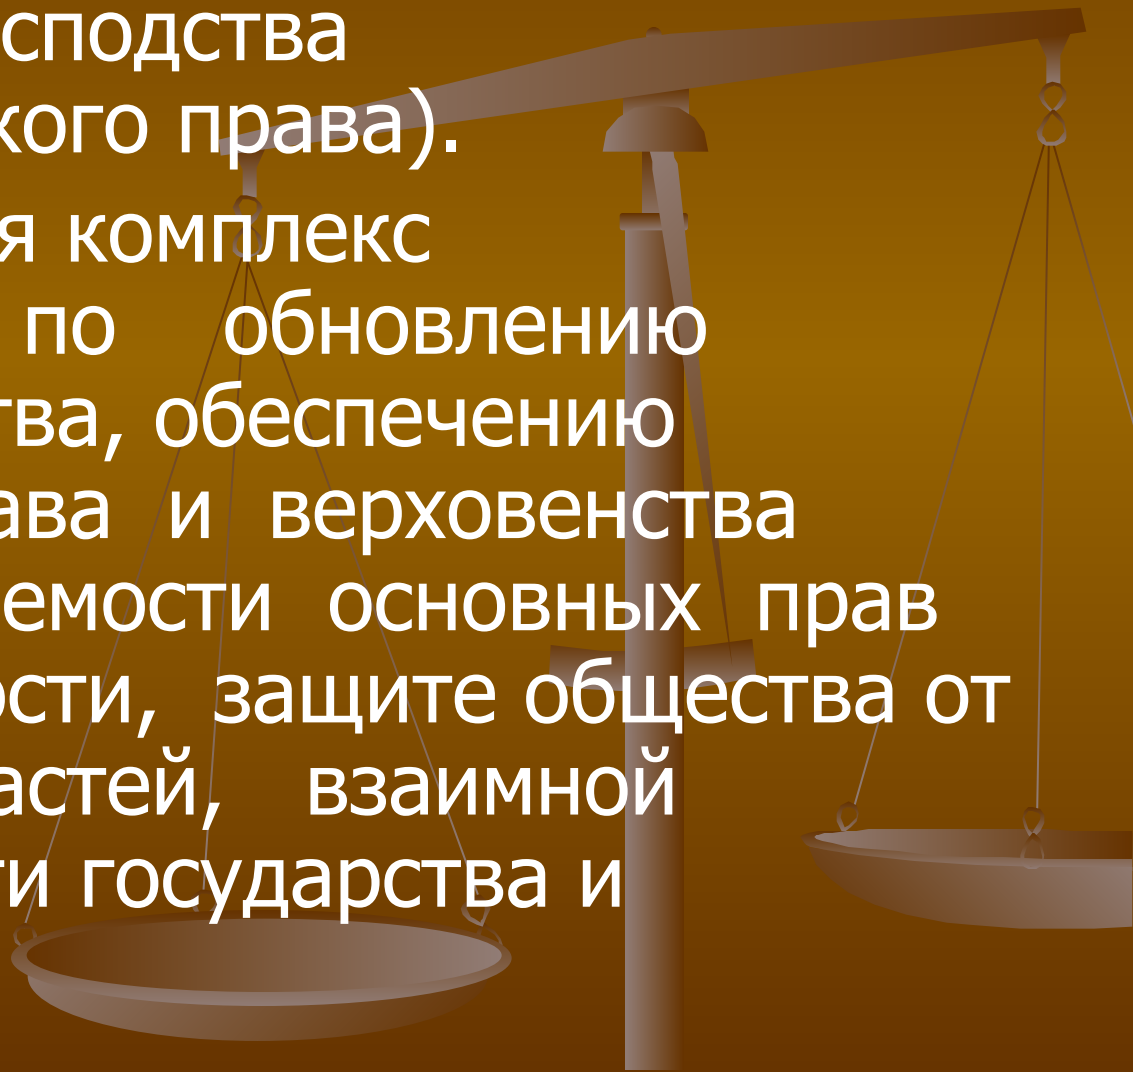 сподства
кого права).
я комплекс
по обновлению
тва, обеспечению
ава и верховенства
емости основных прав
ости, защите общества от
астей, взаимной
ти государства и